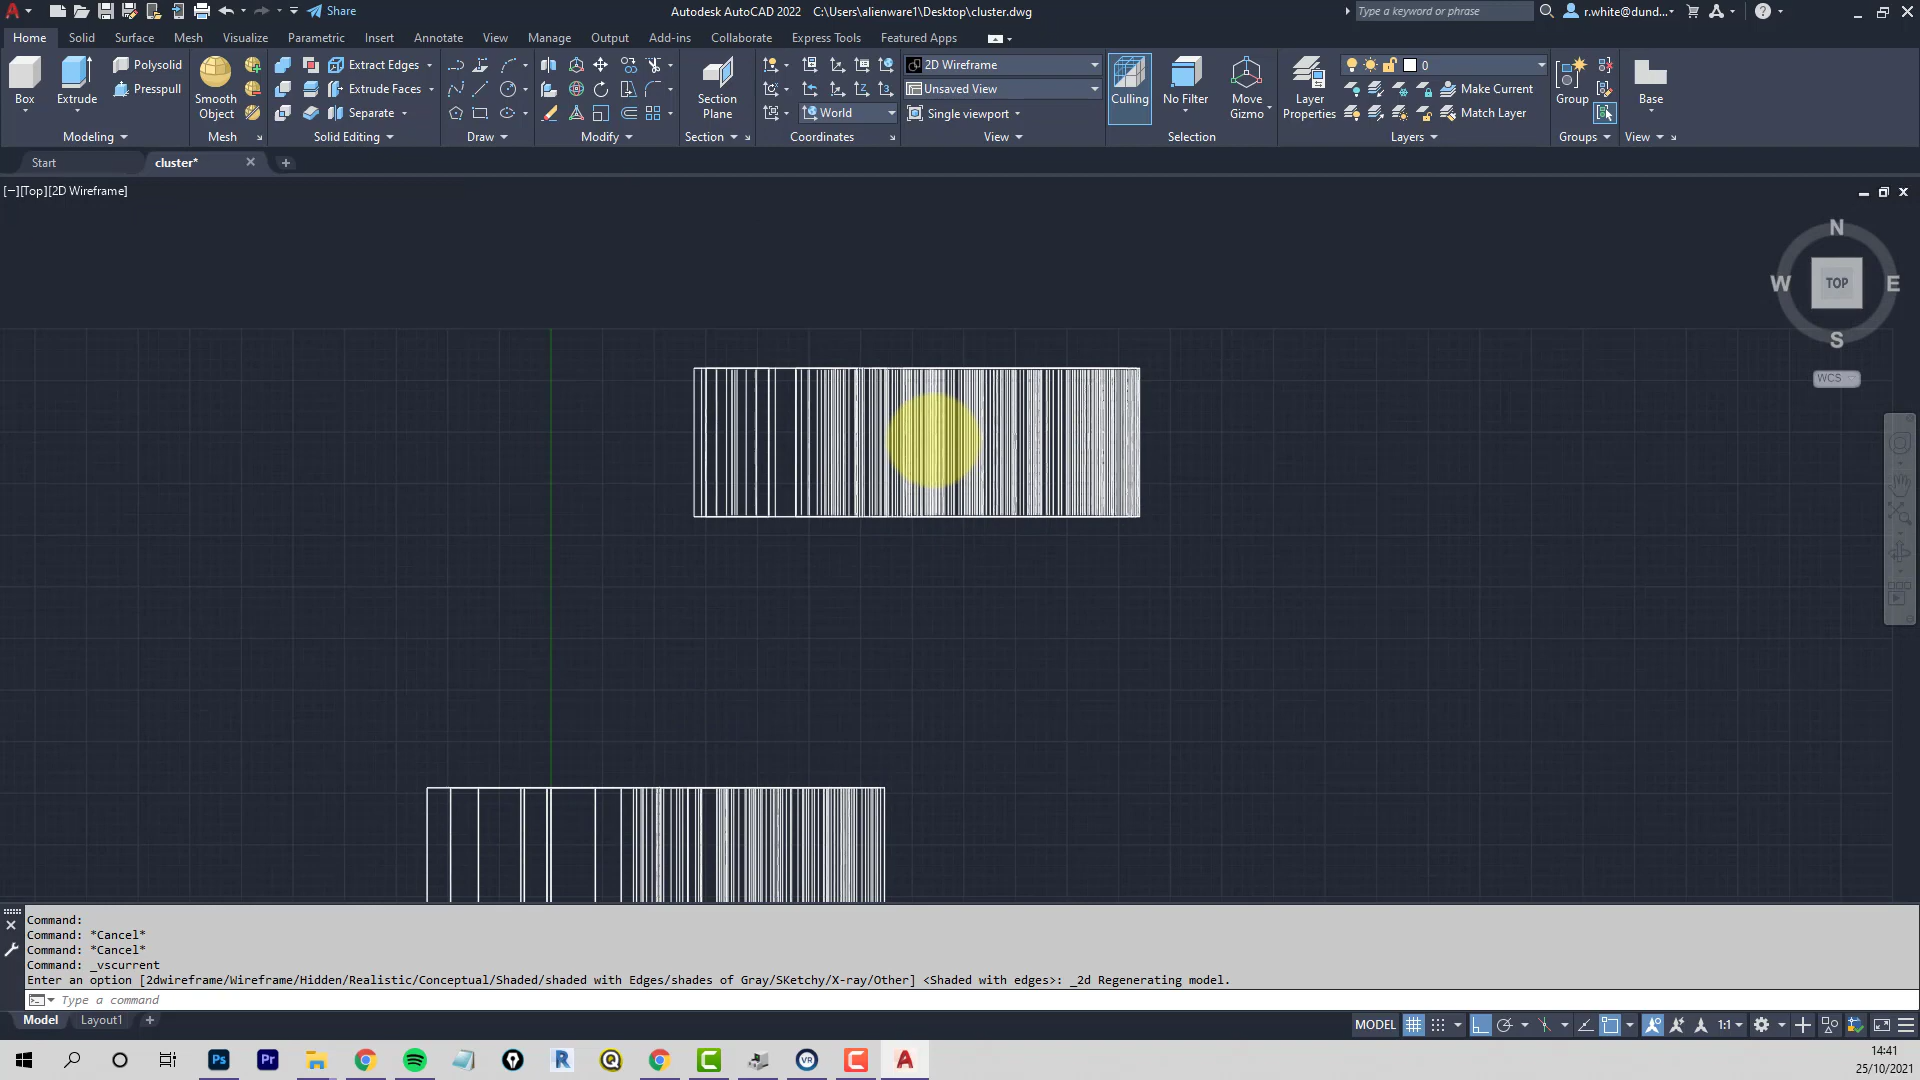 Share
Autodesk AutoCAD 2022 C:\Users\alienware1\Desktop\cluster.dwg
Type a keyword or phrase
r.white@dund...
Home Solid Surface Mesh Visualize Parametric Insert Annotate View Manage Output Add-ins Collaborate Express Tools Featured Apps
Box
Extrude
Polysolid
Presspull
Modeling
Smooth
Object
Mesh
Extract Edges
Extrude Faces
Separate
Solid Editing
Draw
Modify
Section
Plane
Section
World
Coordinates
2D Wireframe
Unsaved View
Single viewport
View
Culling
No Filter
Move
Gizmo
Selection
Layer
Properties
0
Make Current
Match Layer
Layers
Group
Groups
Base
View
Start
cluster*
[−][Top][2D Wireframe]
N
W TOP E
S
WCS
Command:
Command: *Cancel*
Command: *Cancel*
Command: _vscurrent
Enter an option [2dwireframe/Wireframe/Hidden/Realistic/Conceptual/Shaded/shaded with Edges/shades of Gray/SKetchy/X-ray/Other] <Shaded with edges>: _2d Regenerating model.
Type a command
Model Layout1
MODEL
1:1
Ps
Pr
R
Q
VR
C
A
14:41
25/10/2021